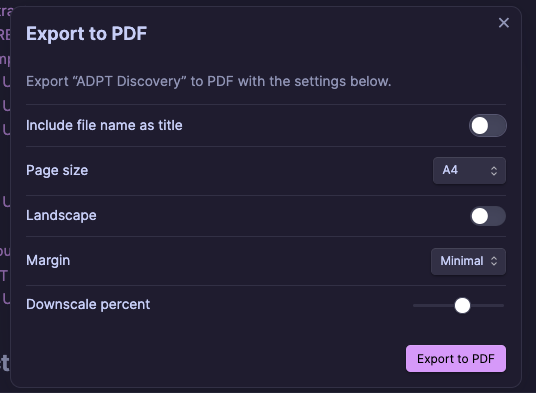 Export to PDF
Export “ADPT Discovery” to PDF with the settings below.
Include file name as title
Page size
A4
Landscape
Margin
Minimal
Downscale percent
Export to PDF